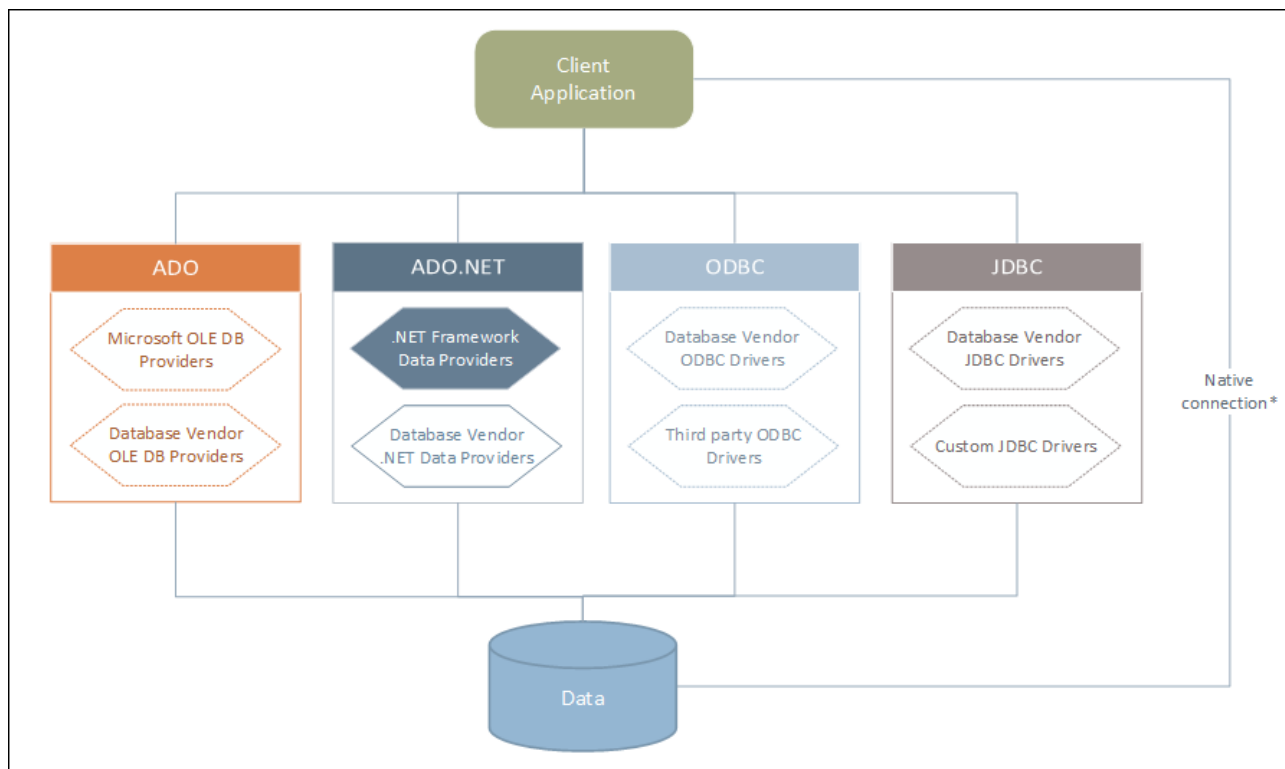 Client
Application
ADO
ADO.NET
ODBC
JDBC
Microsoft OLE DB
Providers
.NET Framework
Data Providers
Database Vendor
ODBC Drivers
Database Vendor
JDBC Drivers
Native
connection*
Database Vendor
OLE DB Providers
Database Vendor
.NET Data Providers
Third party ODBC
Drivers
Custom JDBC Drivers
Data